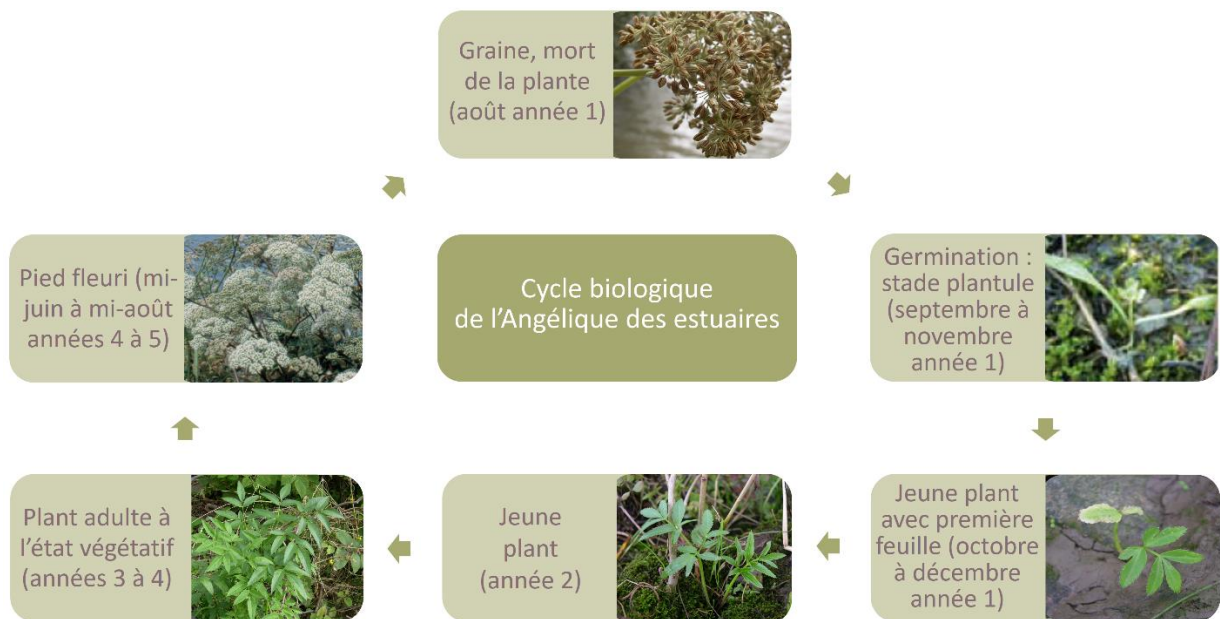 Graine, mort
de la plante
(août année 1)
Germination :
stade plantule
(septembre à
novembre
année 1)
Jeune plant
avec première
feuille (octobre
à décembre
année 1)
Jeune
plant
(année 2)
Plant adulte à
l’état végétatif
(années 3 à 4)
Pied fleuri (mi-
juin à mi-août
années 4 à 5)
Cycle biologique
de l’Angélique des estuaires